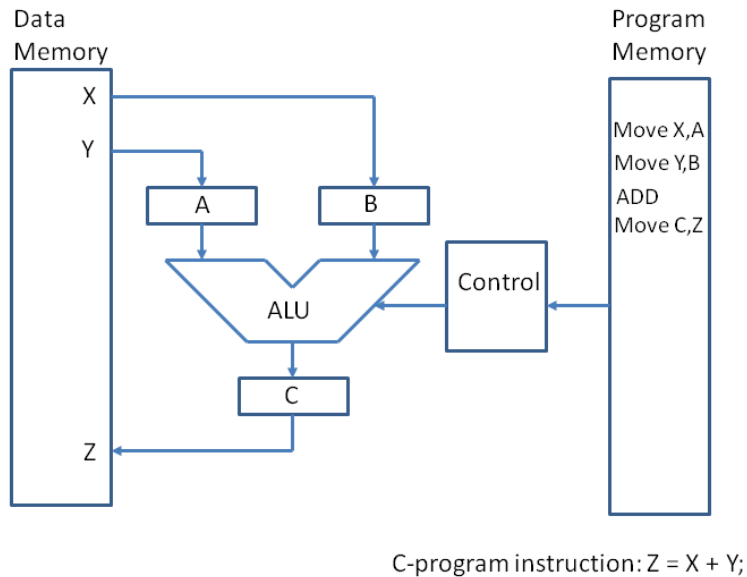 Data
Memory
Program
Memory
X
Y
A
B
ALU
C
Z
Control
Move X,A
Move Y,B
ADD
Move C,Z
C-program instruction: Z = X + Y;